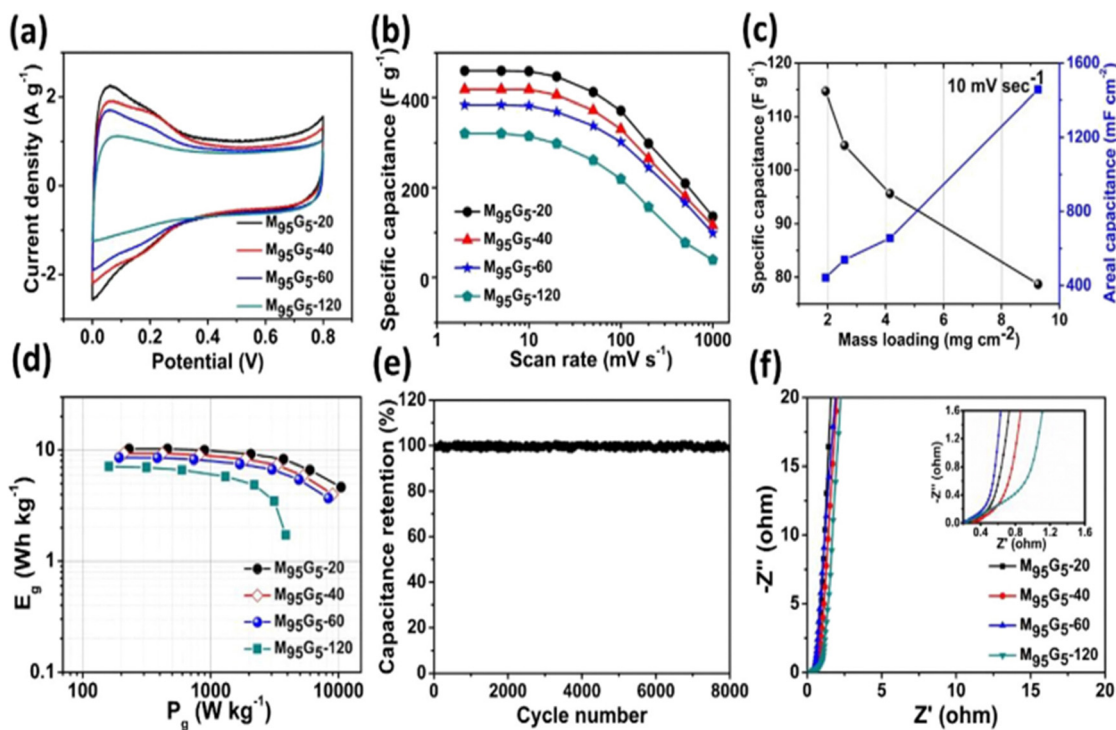 (a)
Current density (A g⁻¹)
2
0
-2
M₉₅G₅-20
M₉₅G₅-40
M₉₅G₅-60
M₉₅G₅-120
0.0 0.2 0.4 0.6 0.8
Potential (V)
(b)
Specific capacitance (F g⁻¹)
400
200
0
M₉₅G₅-20
M₉₅G₅-40
M₉₅G₅-60
M₉₅G₅-120
1 10 100 1000
Scan rate (mV s⁻¹)
(c)
10 mV sec⁻¹
Specific capacitance (F g⁻¹)
120
115
110
105
100
95
90
85
80
Areal capacitance (mF cm⁻²)
1600
1200
800
400
2 4 6 8 10
Mass loading (mg cm⁻²)
(d)
E_g (Wh kg⁻¹)
10
1
0.1
M₉₅G₅-20
M₉₅G₅-40
M₉₅G₅-60
M₉₅G₅-120
100 1000 10000
P_g (W kg⁻¹)
(e)
Capacitance retention (%)
120
100
80
60
40
20
0
0 2000 4000 6000 8000
Cycle number
(f)
-Z'' (ohm)
20
15
10
5
0
-Z'' (ohm)
1.6
1.2
0.8
0.4
0.0
0.4 0.8 1.2 1.6
Z' (ohm)
M₉₅G₅-20
M₉₅G₅-40
M₉₅G₅-60
M₉₅G₅-120
0 5 10 15 20
Z' (ohm)